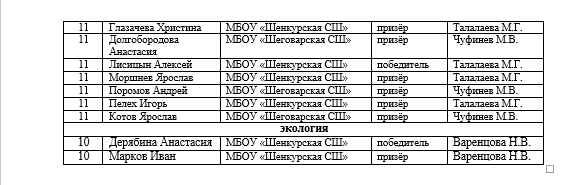 11 Глазачева Христина МБОУ «Шенкурская СШ» призёр Талалаева М.Г.
11 Долгобородова Анастасия МБОУ «Шеговарская СШ» призёр Чуфинев М.В.
11 Лисицын Алексей МБОУ «Шенкурская СШ» победитель Талалаева М.Г.
11 Моршнев Ярослав МБОУ «Шенкурская СШ» призёр Талалаева М.Г.
11 Поромов Андрей МБОУ «Шеговарская СШ» призёр Чуфинев М.В.
11 Пелех Игорь МБОУ «Шенкурская СШ» призёр Талалаева М.Г.
11 Котов Ярослав МБОУ «Шеговарская СШ» призёр Чуфинев М.В.
экология
10 Дерябина Анастасия МБОУ «Шенкурская СШ» победитель Варенцова Н.В.
10 Марков Иван МБОУ «Шенкурская СШ» призёр Варенцова Н.В.